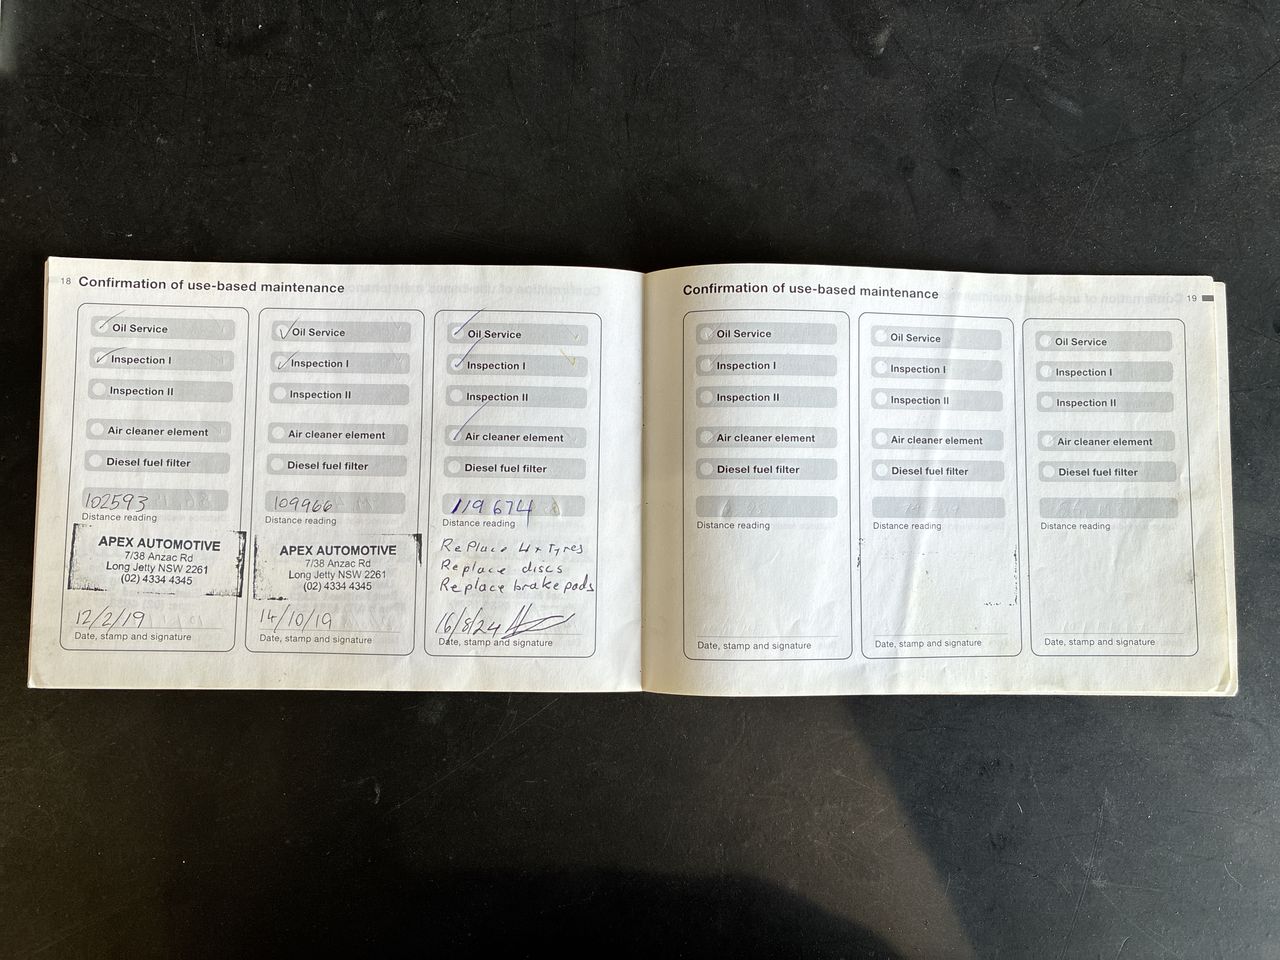 18 Confirmation of use-based maintenance
Oil Service
Inspection I
Inspection II
Air cleaner element
Diesel fuel filter
102593
Distance reading
APEX AUTOMOTIVE
7/38 Anzac Rd
Long Jetty NSW 2261
(02) 4334 4345
12/2/19
Date, stamp and signature
Oil Service
Inspection I
Inspection II
Air cleaner element
Diesel fuel filter
109966
Distance reading
APEX AUTOMOTIVE
7/38 Anzac Rd
Long Jetty NSW 2261
(02) 4334 4345
14/10/19
Date, stamp and signature
Oil Service
Inspection I
Inspection II
Air cleaner element
Diesel fuel filter
119674
Distance reading
RePlace 4x Tyres
Replace discs
Replace brake pads
16/8/24
Date, stamp and signature
Confirmation of use-based maintenance 19
Oil Service
Inspection I
Inspection II
Air cleaner element
Diesel fuel filter
Distance reading
Date, stamp and signature
Oil Service
Inspection I
Inspection II
Air cleaner element
Diesel fuel filter
Distance reading
Date, stamp and signature
Oil Service
Inspection I
Inspection II
Air cleaner element
Diesel fuel filter
Distance reading
Date, stamp and signature